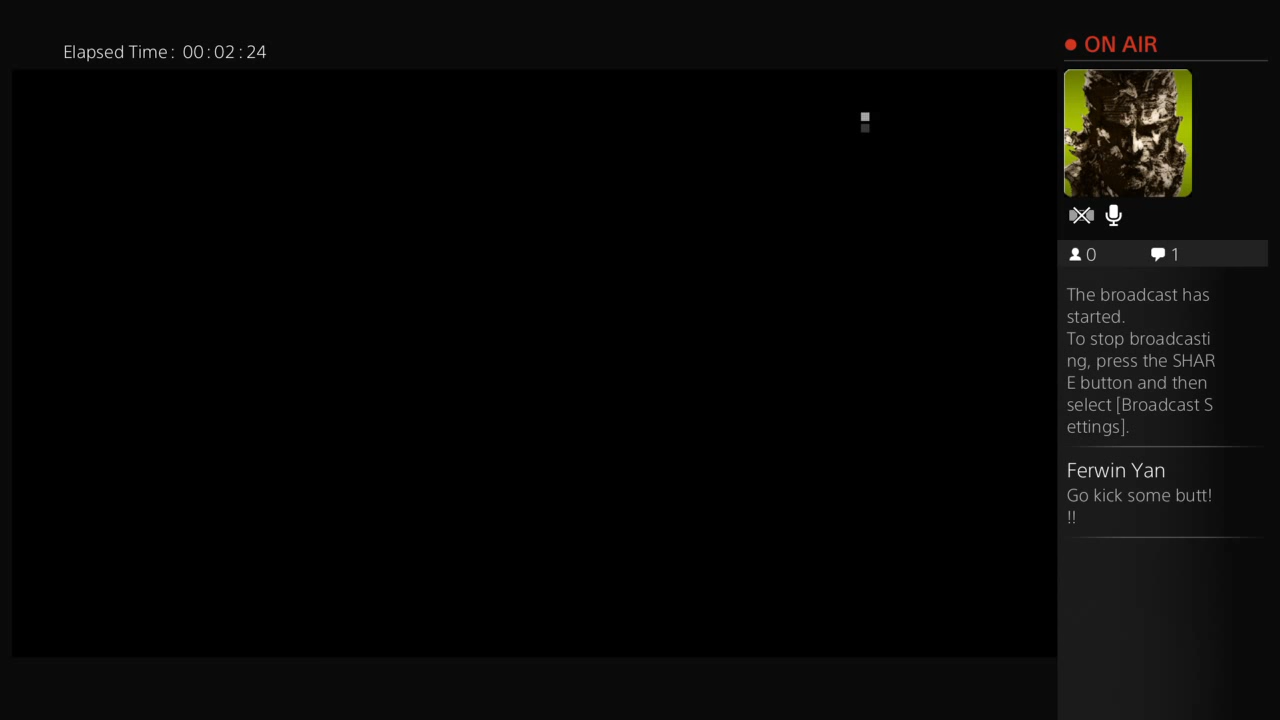 Elapsed Time: 00:02:24
ON AIR
0
1
The broadcast has
started.
To stop broadcasti
ng, press the SHAR
E button and then
select [Broadcast S
ettings].
Ferwin Yan
Go kick some butt!
!!